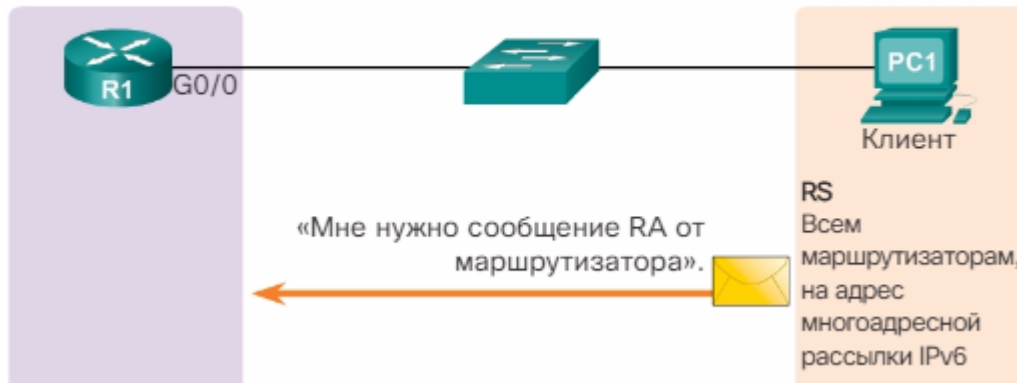 R1
G0/0
PC1
Клиент
«Мне нужно сообщение RA от
маршрутизатора».
RS
Всем
маршрутизаторам,
на адрес
многоадресной
рассылки IPv6